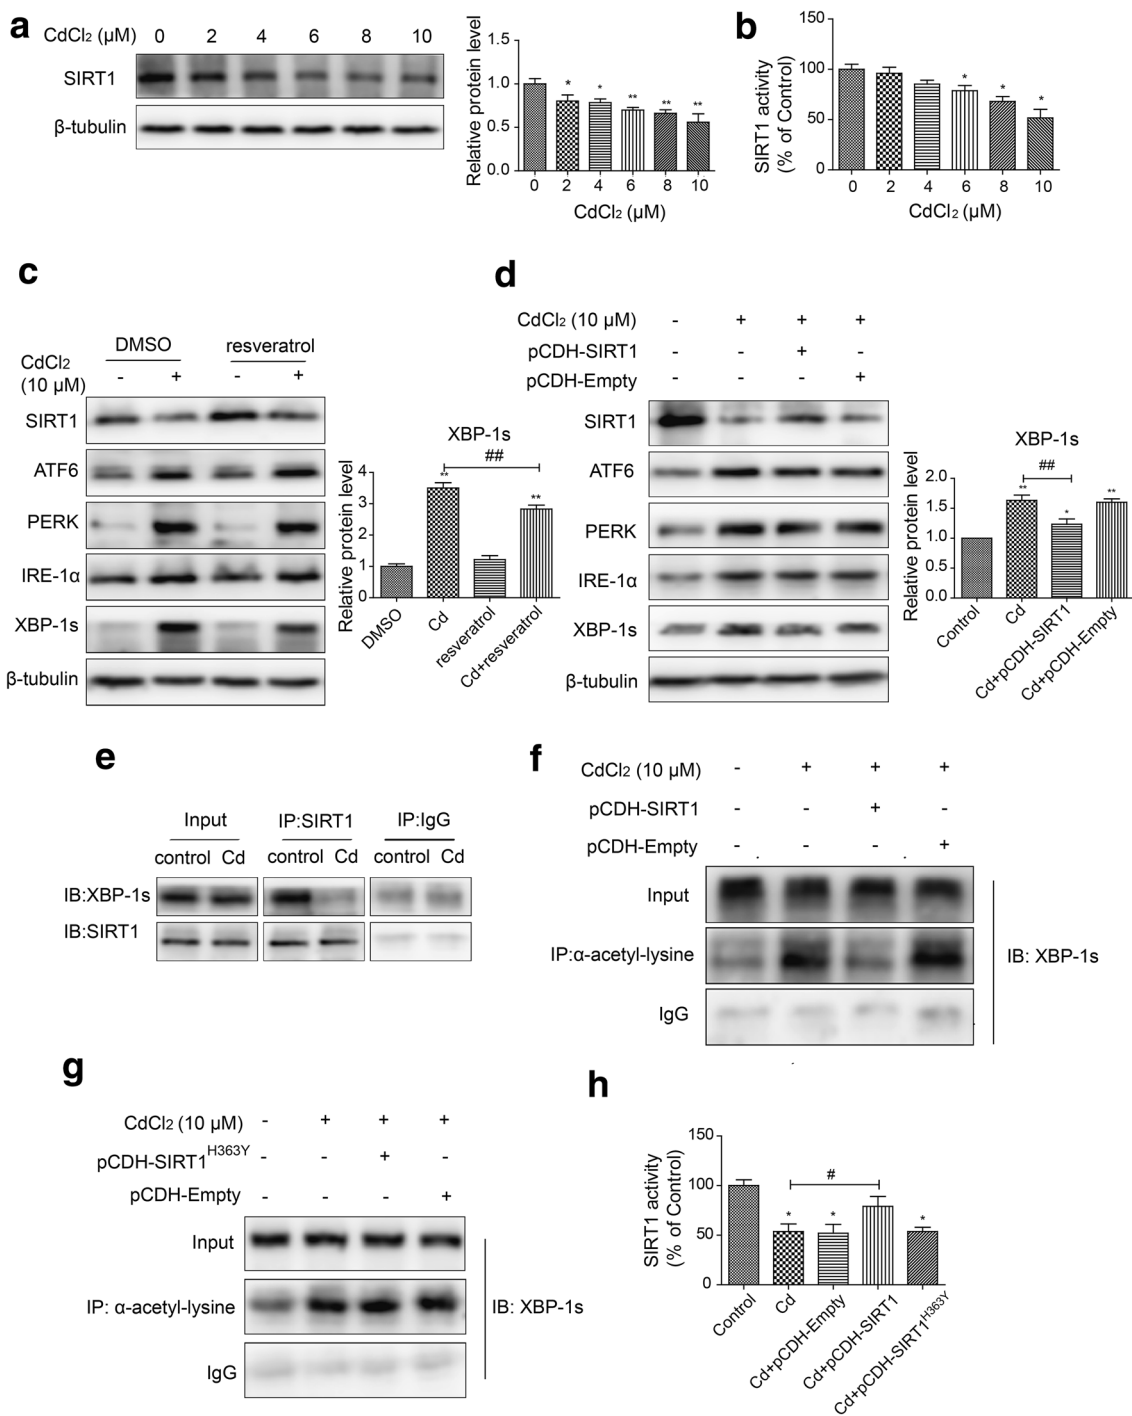 a
CdCl2 (μM) 0 2 4 6 8 10
SIRT1
β-tubulin
Relative protein level
1.5
1.0
0.5
0.0
* * ** ** **
0 2 4 6 8 10
CdCl2 (μM)
b
SIRT1 activity
(% of Control)
150
100
50
0
* * *
0 2 4 6 8 10
CdCl2 (μM)
c
DMSO resveratrol
CdCl2
(10 μM) - + - +
SIRT1
ATF6
PERK
IRE-1α
XBP-1s
β-tubulin
XBP-1s
##
** **
Relative protein level
4
3
2
1
0
DMSO
Cd
resveratrol
Cd+resveratrol
d
CdCl2 (10 μM) - + + +
pCDH-SIRT1 - - + -
pCDH-Empty - - - +
SIRT1
ATF6
PERK
IRE-1α
XBP-1s
β-tubulin
XBP-1s
##
** * **
Relative protein level
2.0
1.5
1.0
0.5
0.0
Control
Cd
Cd+pCDH-SIRT1
Cd+pCDH-Empty
e
Input IP:SIRT1 IP:IgG
control Cd control Cd control Cd
IB:XBP-1s
IB:SIRT1
f
CdCl2 (10 μM) - + + +
pCDH-SIRT1 - - + -
pCDH-Empty - - - +
Input
IP:α-acetyl-lysine
IgG
IB: XBP-1s
g
CdCl2 (10 μM) - + + +
pCDH-SIRT1H363Y - - + -
pCDH-Empty - - - +
Input
IP: α-acetyl-lysine
IgG
IB: XBP-1s
h
SIRT1 activity
(% of Control)
150
100
50
0
#
* * *
Control
Cd
Cd+pCDH-Empty
Cd+pCDH-SIRT1
Cd+pCDH-SIRT1H363Y